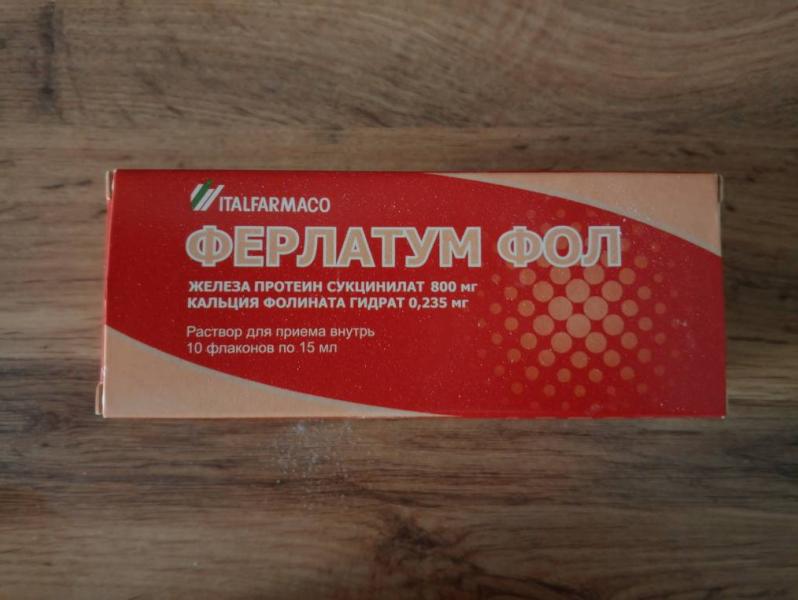 ITALFARMACO
ФЕРЛАТУМ ФОЛ
ЖЕЛЕЗА ПРОТЕИН СУКЦИНИЛАТ 800 мг
КАЛЬЦИЯ ФОЛИНАТА ГИДРАТ 0,235 мг
Раствор для приема внутрь
10 флаконов по 15 мл